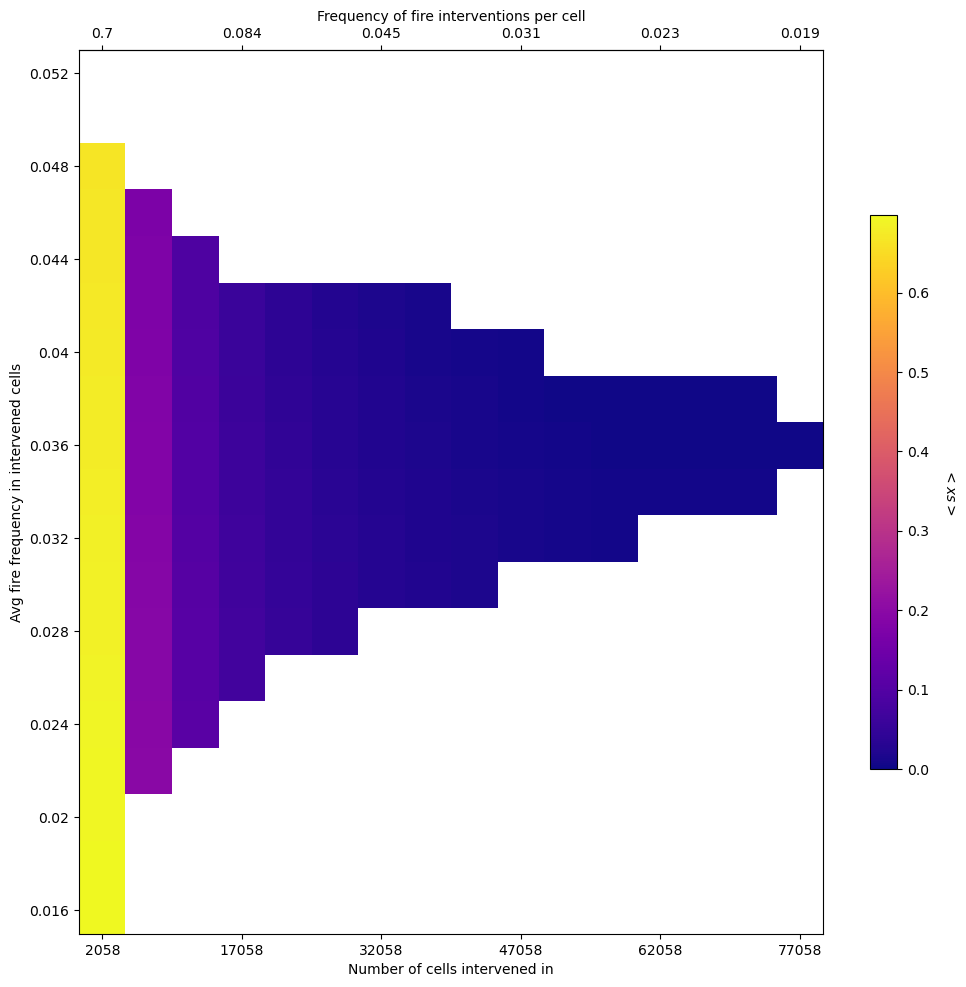 Frequency of fire interventions per cell
0.7 0.084 0.045 0.031 0.023 0.019
0.052
0.048
0.044
0.04
0.036
0.032
0.028
0.024
0.02
0.016
Avg fire frequency in intervened cells
2058 17058 32058 47058 62058 77058
Number of cells intervened in
0.6
0.5
0.4
0.3
0.2
0.1
0.0
< sx >